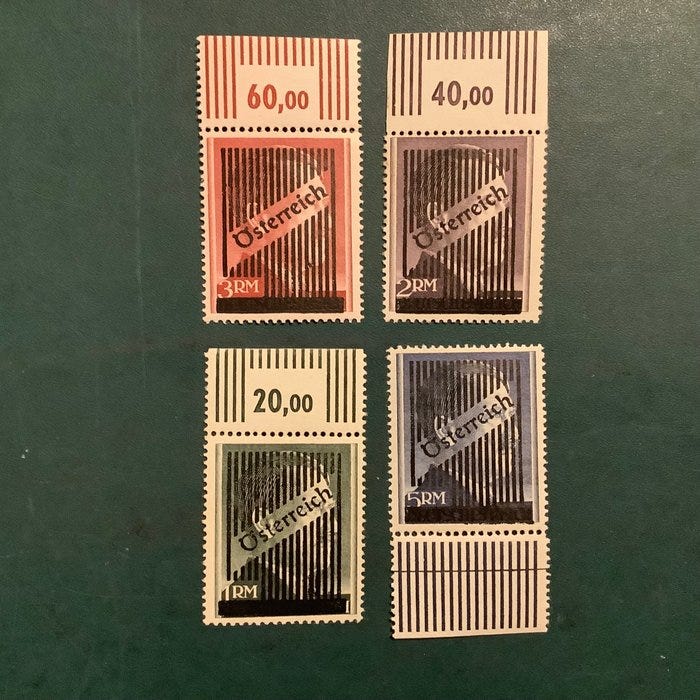 60,00
Österreich
3RM
40,00
Österreich
2RM
20,00
Österreich
1RM
Österreich
5RM